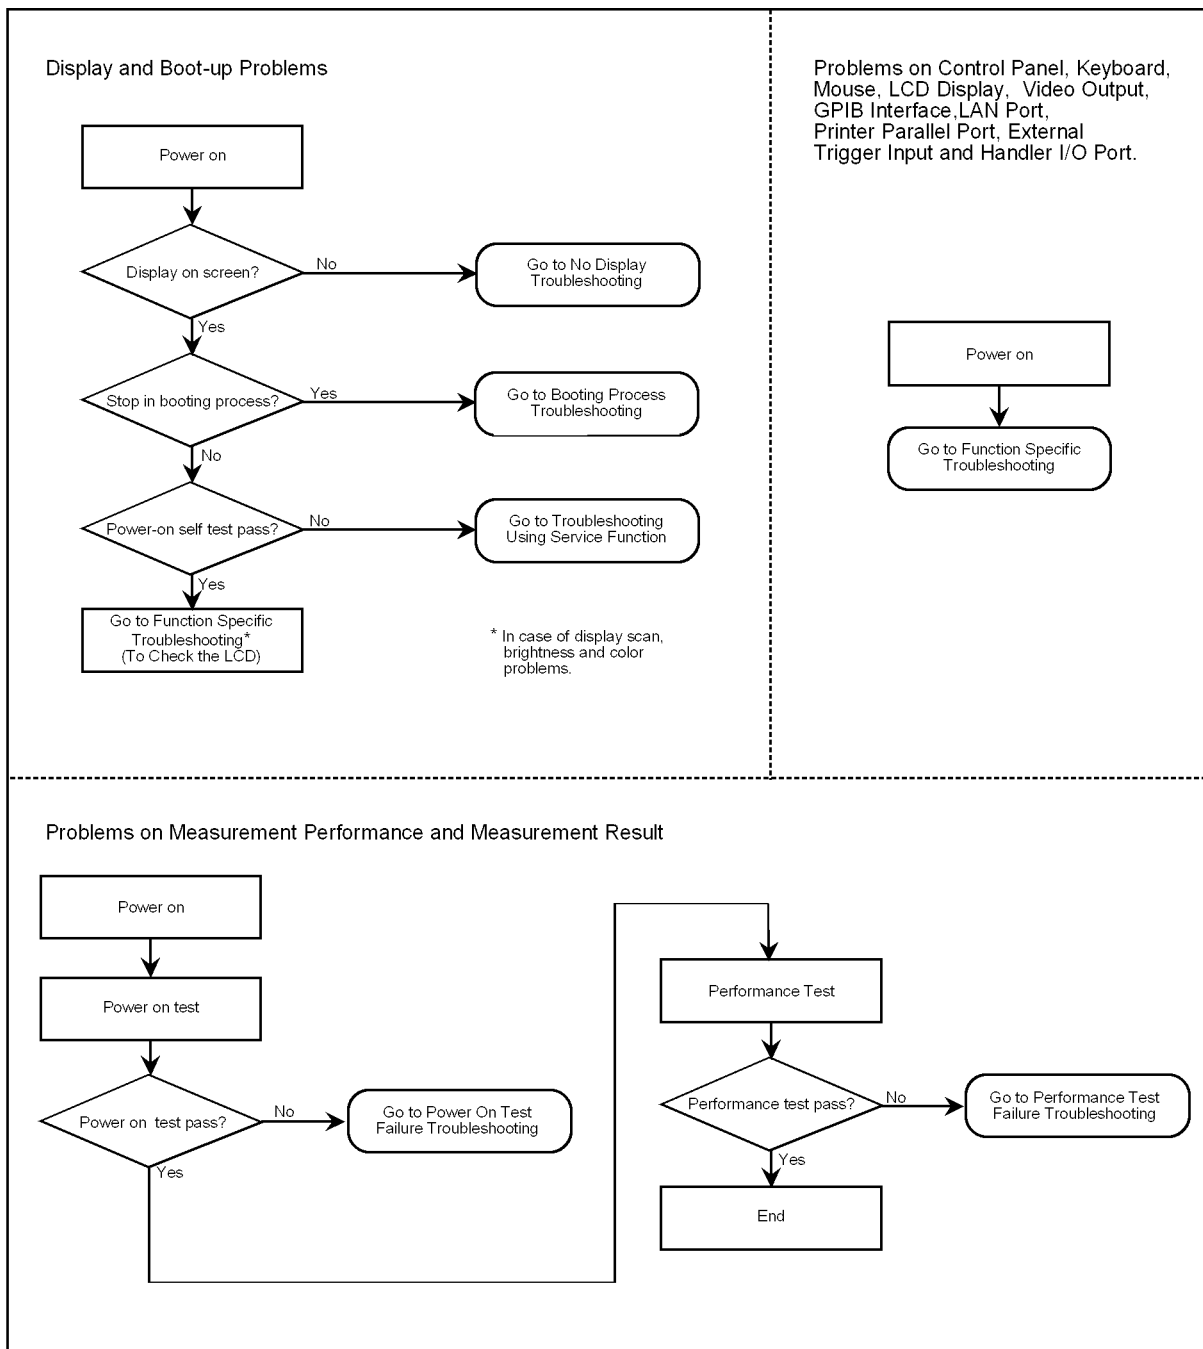 Display and Boot-up Problems
Power on
Display on screen?
No
Go to No Display
Troubleshooting
Yes
Stop in booting process?
Yes
Go to Booting Process
Troubleshooting
No
Power-on self test pass?
No
Go to Troubleshooting
Using Service Function
Yes
Go to Function Specific
Troubleshooting*
(To Check the LCD)
* In case of display scan,
brightness and color
problems.
Problems on Control Panel, Keyboard,
Mouse, LCD Display, Video Output,
GPIB Interface,LAN Port,
Printer Parallel Port, External
Trigger Input and Handler I/O Port.
Power on
Go to Function Specific
Troubleshooting
Problems on Measurement Performance and Measurement Result
Power on
Power on test
Power on test pass?
No
Go to Power On Test
Failure Troubleshooting
Yes
Performance Test
Performance test pass?
No
Go to Performance Test
Failure Troubleshooting
Yes
End